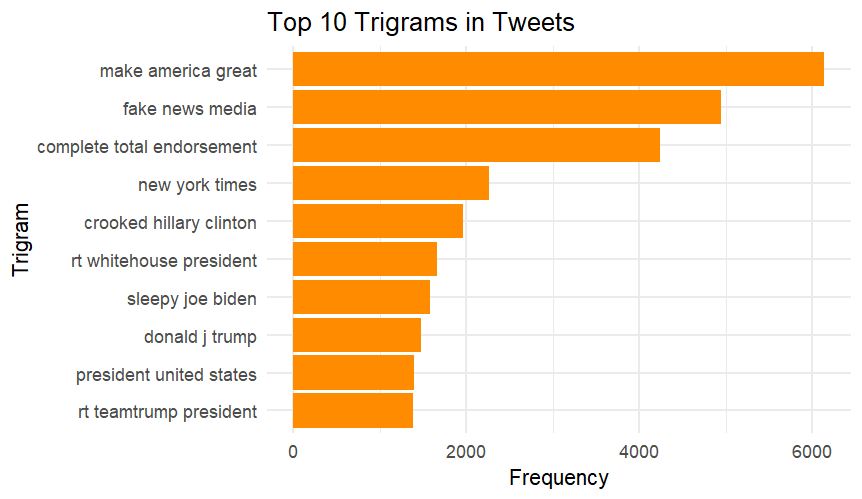 Top 10 Trigrams in Tweets
Trigram
make america great
fake news media
complete total endorsement
new york times
crooked hillary clinton
rt whitehouse president
sleepy joe biden
donald j trump
president united states
rt teamtrump president
0 2000 4000 6000
Frequency